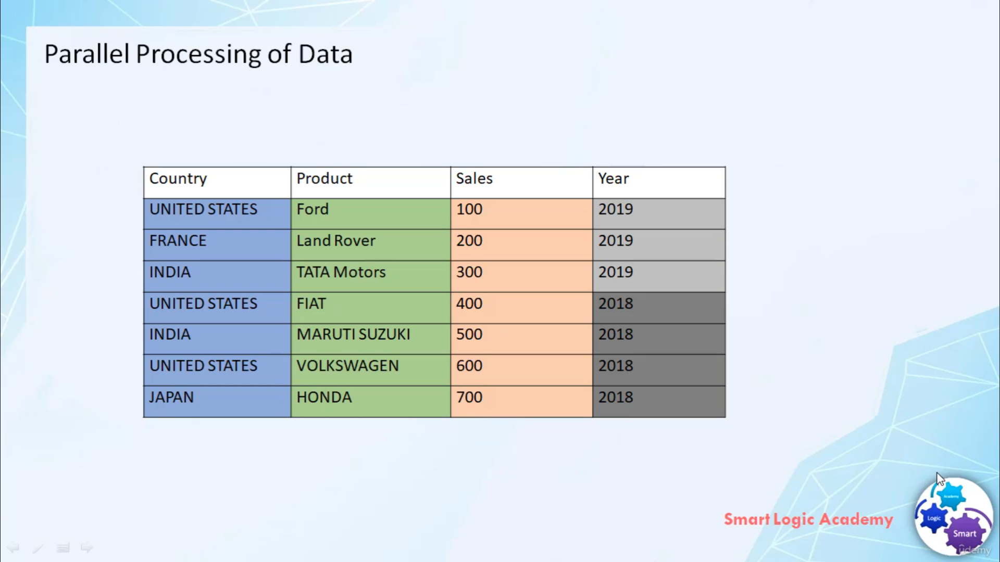 Parallel Processing of Data
Country Product Sales Year
UNITED STATES Ford 100 2019
FRANCE Land Rover 200 2019
INDIA TATA Motors 300 2019
UNITED STATES FIAT 400 2018
INDIA MARUTI SUZUKI 500 2018
UNITED STATES VOLKSWAGEN 600 2018
JAPAN HONDA 700 2018
Smart Logic Academy
Academy
Logic
Smart
udemy